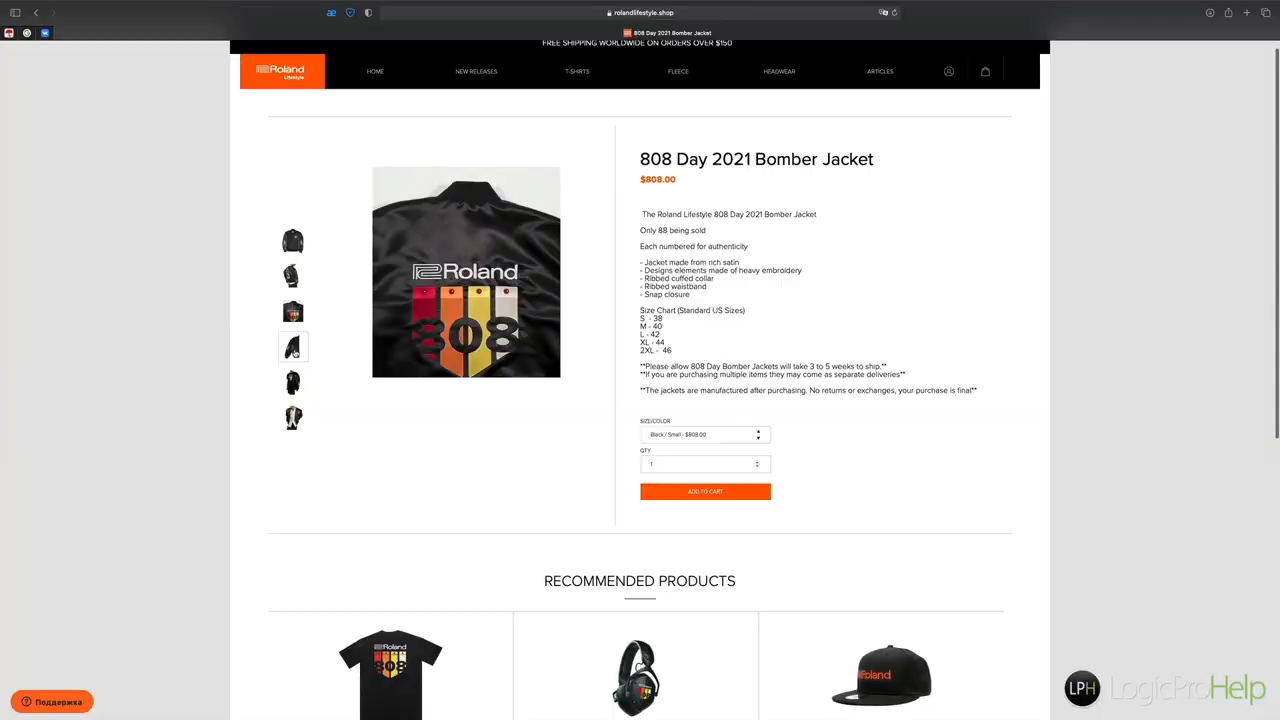 rolandlifestyle.shop
808 Day 2021 Bomber Jacket
FREE SHIPPING WORLDWIDE ON ORDERS OVER $150
Roland
Lifestyle
HOME
NEW RELEASES
T-SHIRTS
FLEECE
HEADWEAR
ARTICLES
808 Day 2021 Bomber Jacket
$808.00
Roland
808
The Roland Lifestyle 808 Day 2021 Bomber Jacket
Only 88 being sold
Each numbered for authenticity
- Jacket made from rich satin
- Designs elements made of heavy embroidery
- Ribbed cuffed collar
- Ribbed waistband
- Snap closure
Size Chart (Standard US Sizes)
S - 38
M - 40
L - 42
XL - 44
2XL - 46
**Please allow 808 Day Bomber Jackets will take 3 to 5 weeks to ship.**
**If you are purchasing multiple items they may come as separate deliveries**
**The jackets are manufactured after purchasing. No returns or exchanges, your purchase is final**
SIZE/COLOR
Black / Small - $808.00
QTY
1
ADD TO CART
RECOMMENDED PRODUCTS
Roland
808
Roland
Поддержка
LPH LogicProHelp